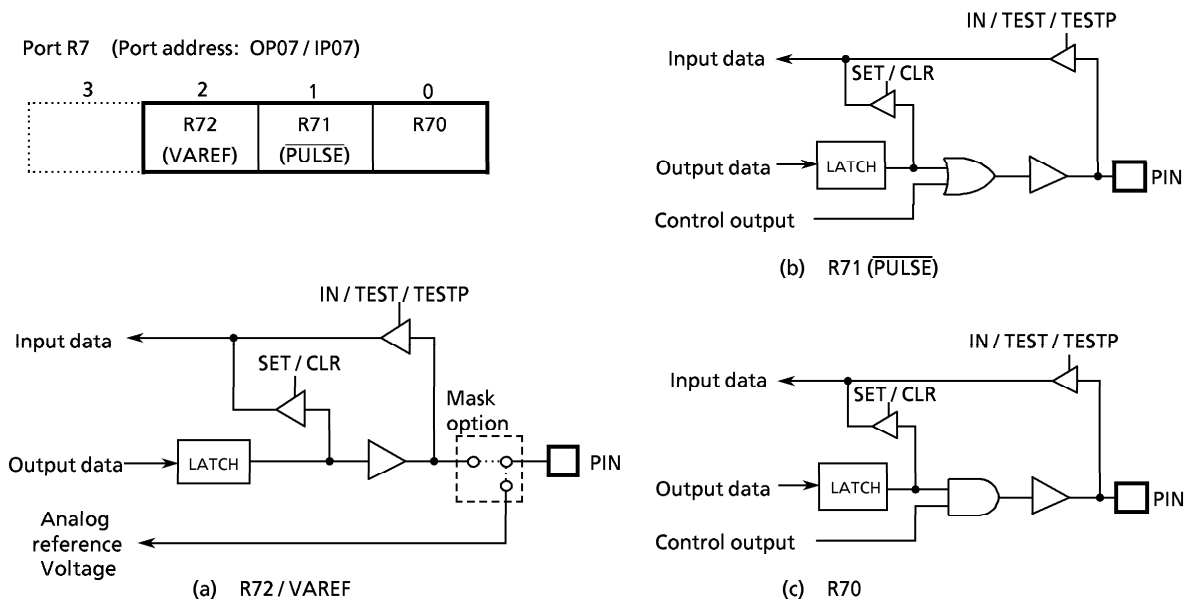 Port R7 (Port address: OP07 / IP07)
3 2 1 0
R72 R71 R70
(VAREF) (PULSE)
IN / TEST / TESTP
Input data
SET / CLR
Mask
option
Output data
LATCH
PIN
Analog
reference
Voltage
(a) R72 / VAREF
IN / TEST / TESTP
Input data
SET / CLR
Output data
LATCH
PIN
Control output
(b) R71 (PULSE)
IN / TEST / TESTP
Input data
SET / CLR
Output data
LATCH
PIN
Control output
(c) R70